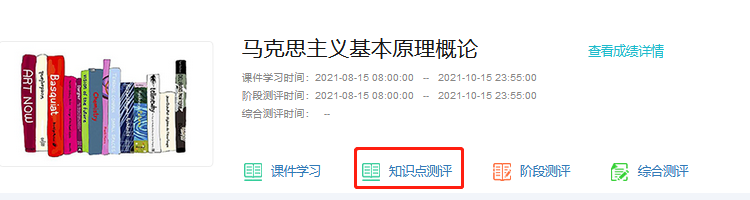 马克思主义基本原理概论
查看成绩详情
课件学习时间：2021-08-15 08:00:00 -- 2021-10-15 23:55:00
阶段测评时间：2021-08-15 08:00:00 -- 2021-10-15 23:55:00
综合测评时间： --
ART NOW
Basquiat
课件学习 知识点测评 阶段测评 综合测评